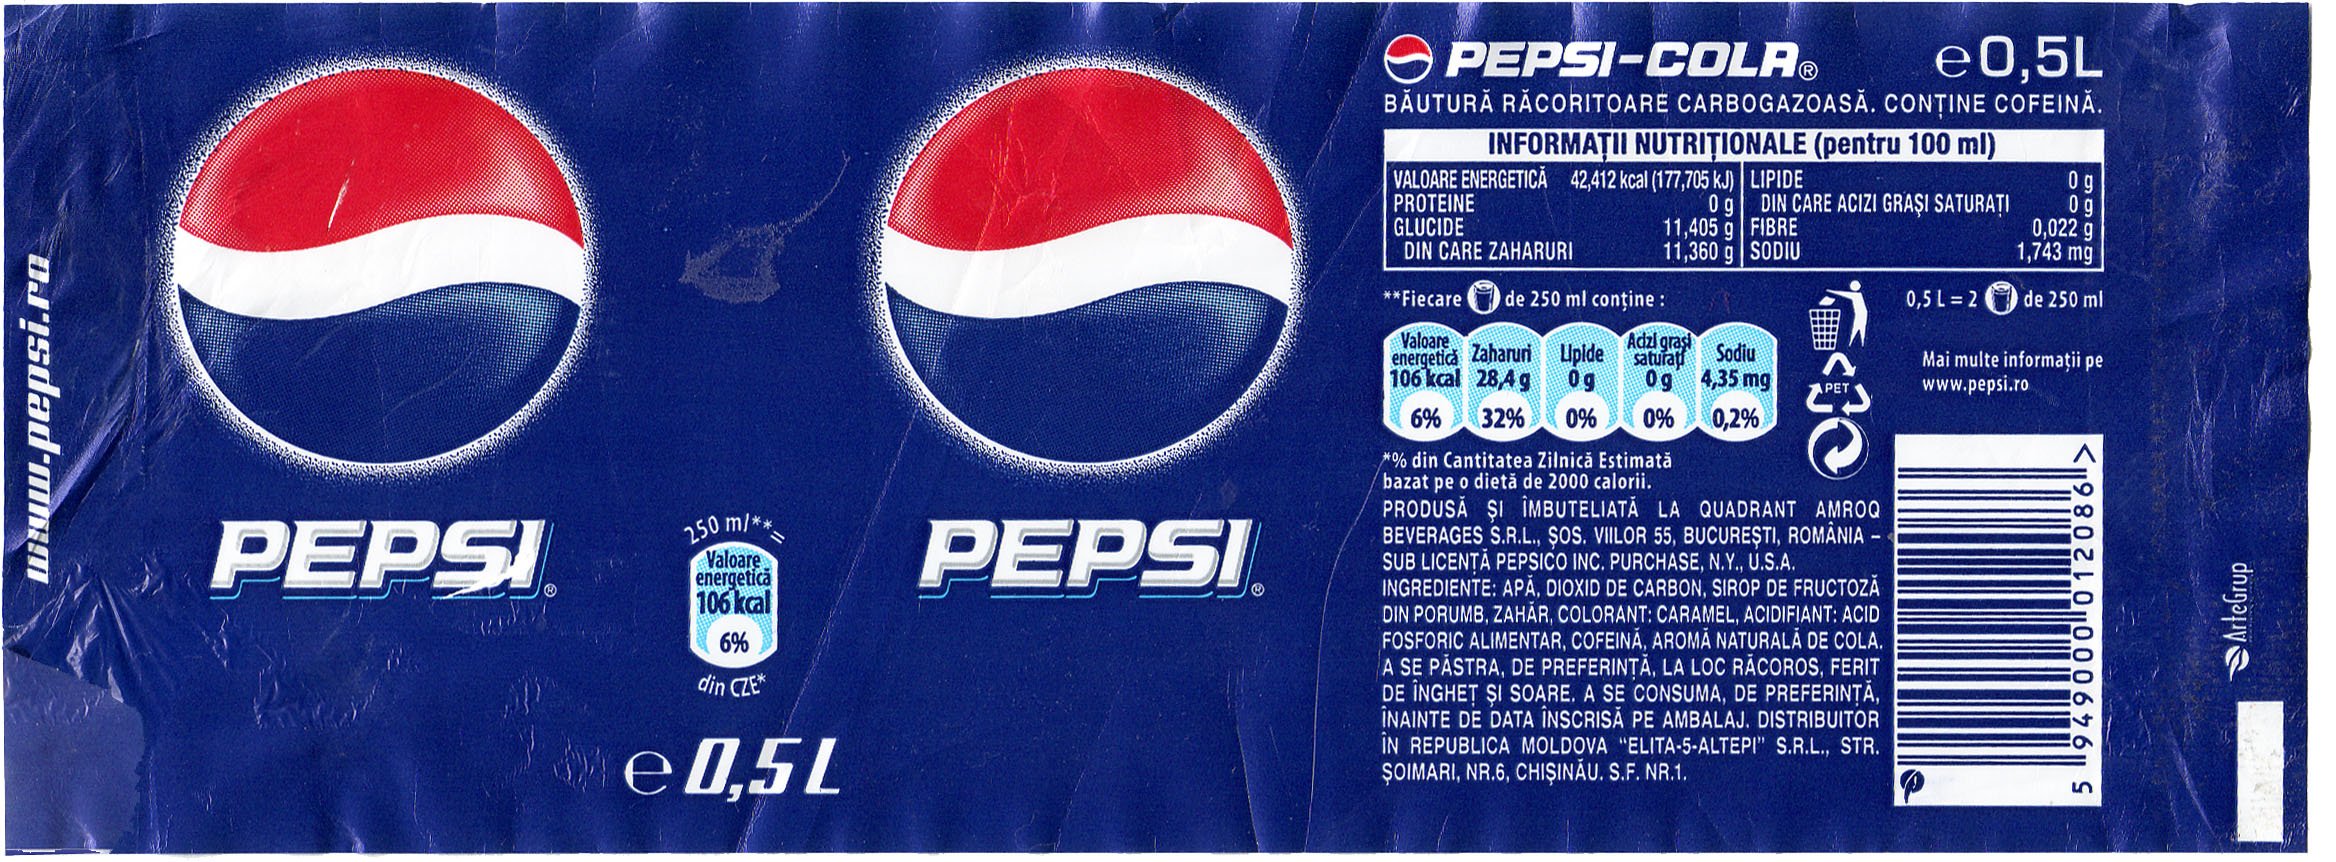 www.pepsi.ro
PEPSI®
250 ml**=
Valoare
energetică
106 kcal
6%
din CZE*
e 0,5 L
PEPSI®
PEPSI-COLA® e 0,5L
BĂUTURĂ RĂCORITOARE CARBOGAZOASĂ. CONȚINE COFEINĂ.
INFORMAȚII NUTRIȚIONALE (pentru 100 ml)
VALOARE ENERGETICĂ 42,412 kcal (177,705 kJ) LIPIDE 0 g
PROTEINE 0 g DIN CARE ACIZI GRAȘI SATURAȚI 0 g
GLUCIDE 11,405 g FIBRE 0,022 g
DIN CARE ZAHARURI 11,360 g SODIU 1,743 mg
**Fiecare de 250 ml conține : 0,5 L = 2 de 250 ml
Valoare
energetică
106 kcal
6%
Zaharuri
28,4 g
32%
Lipide
0 g
0%
Acizi grași
saturați
0 g
0%
Sodiu
4,35 mg
0,2%
PET
Mai multe informații pe
www.pepsi.ro
*% din Cantitatea Zilnică Estimată
bazat pe o dietă de 2000 calorii.
PRODUSĂ ȘI ÎMBUTELIATĂ LA QUADRANT AMROQ
BEVERAGES S.R.L., ȘOS. VIILOR 55, BUCUREȘTI, ROMÂNIA –
SUB LICENȚĂ PEPSICO INC. PURCHASE, N.Y., U.S.A.
INGREDIENTE: APĂ, DIOXID DE CARBON, SIROP DE FRUCTOZĂ
DIN PORUMB, ZAHĂR, COLORANT: CARAMEL, ACIDIFIANT: ACID
FOSFORIC ALIMENTAR, COFEINĂ, AROMĂ NATURALĂ DE COLA.
A SE PĂSTRA, DE PREFERINȚĂ, LA LOC RĂCOROS, FERIT
DE ÎNGHEȚ ȘI SOARE. A SE CONSUMA, DE PREFERINȚĂ,
ÎNAINTE DE DATA ÎNSCRISĂ PE AMBALAJ. DISTRIBUITOR
ÎN REPUBLICA MOLDOVA "ELITA-5-ALTEPI" S.R.L., STR.
ȘOIMARI, NR.6, CHIȘINĂU. S.F. NR.1.
5 949000 012086 >
ArteGrup